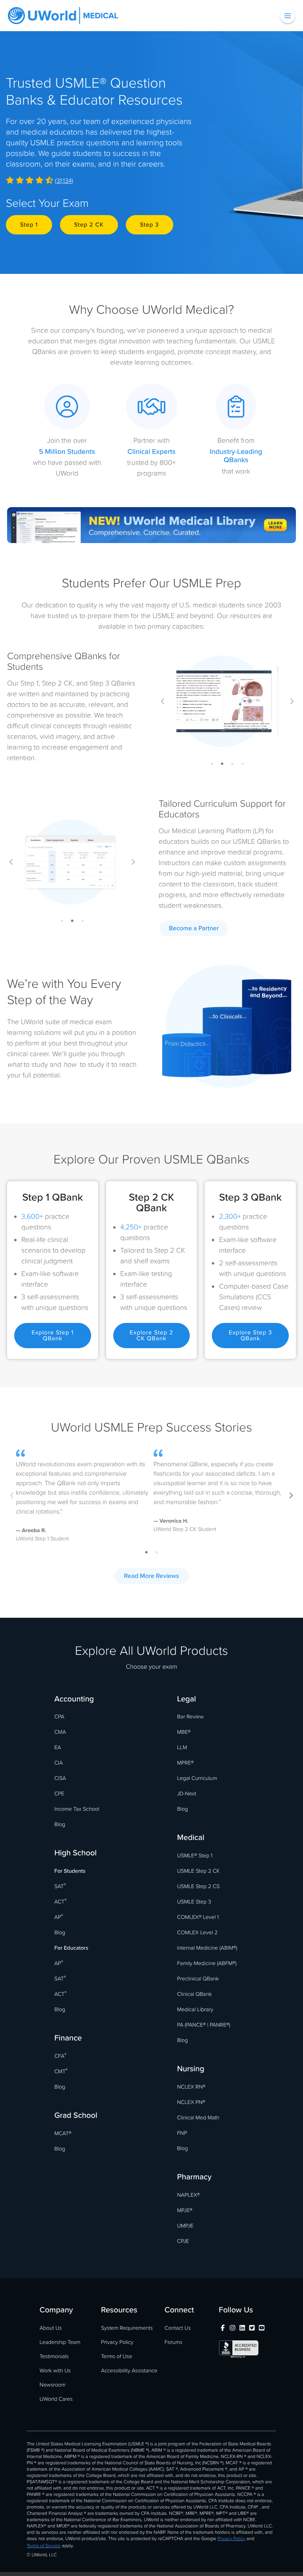 UWorld MEDICAL
Trusted USMLE® Question
Banks & Educator Resources
For over 20 years, our team of experienced physicians
and medical educators has delivered the highest-
quality USMLE practice questions and learning tools
possible. We guide students to success in the
classroom, on their exams, and in their careers.
(31,134)
Select Your Exam
Step 1 Step 2 CK Step 3
Why Choose UWorld Medical?
Since our company's founding, we've pioneered a unique approach to medical
education that merges digital innovation with teaching fundamentals. Our USMLE
QBanks are proven to keep students engaged, promote concept mastery, and
elevate learning outcomes.
Join the over
5 Million Students
who have passed with
UWorld
Partner with
Clinical Experts
trusted by 800+
programs
Benefit from
Industry-Leading
QBanks
that work
NEW! UWorld Medical Library
Comprehensive. Concise. Curated.
LEARN
MORE
Students Prefer Our USMLE Prep
Our dedication to quality is why the vast majority of U.S. medical students since 2003
have trusted us to prepare them for the USMLE and beyond. Our resources are
available in two primary categories.
Comprehensive QBanks for
Students
Our Step 1, Step 2 CK, and Step 3 QBanks
are written and maintained by practicing
doctors to be as accurate, relevant, and
comprehensive as possible. We teach
difficult clinical concepts through realistic
scenarios, vivid imagery, and active
learning to increase engagement and
retention.
Tailored Curriculum Support for
Educators
Our Medical Learning Platform (LP) for
educators builds on our USMLE QBanks to
enhance and improve medical programs.
Instructors can make custom assignments
from our high-yield material, bring unique
content to the classroom, track student
progress, and more effectively remediate
student weaknesses.
Become a Partner
We're with You Every
Step of the Way
The UWorld suite of medical exam
learning solutions will put you in a position
to perform at your best throughout your
clinical career. We'll guide you through
what to study and how to study it to reach
your full potential.
From Didactics...
...to Clinicals...
...to Residency
and Beyond...
Explore Our Proven USMLE QBanks
Step 1 QBank
3,600+ practice
questions
Real-life clinical
scenarios to develop
clinical judgment
Exam-like software
interface
3 self-assessments
with unique questions
Explore Step 1
QBank
Step 2 CK
QBank
4,250+ practice
questions
Tailored to Step 2 CK
and shelf exams
Exam-like testing
interface
3 self-assessments
with unique questions
Explore Step 2
CK QBank
Step 3 QBank
2,300+ practice
questions
Exam-like software
interface
2 self-assessments
with unique questions
Computer-based Case
Simulations (CCS
Cases) review
Explore Step 3
QBank
UWorld USMLE Prep Success Stories
UWorld revolutionizes exam preparation with its
exceptional features and comprehensive
approach. The QBank not only imparts
knowledge but also instills confidence, ultimately
positioning me well for success in exams and
clinical rotations."
— Areeba R.
UWorld Step 1 Student
Phenomenal QBank, especially if you create
flashcards for your associated deficits. I am a
visuospatial learner, and it is so nice to have
everything laid out in such a concise, thorough,
and memorable fashion."
— Veronica H.
UWorld Step 2 CK Student
Read More Reviews
Explore All UWorld Products
Choose your exam
Accounting
CPA
CMA
EA
CIA
CISA
CPE
Income Tax School
Blog
High School
For Students
SAT®
ACT®
AP®
Blog
For Educators
AP®
SAT®
ACT®
Blog
Finance
CFA®
CMT®
Blog
Grad School
MCAT®
Blog
Legal
Bar Review
MBE®
LLM
MPRE®
Legal Curriculum
JD-Next
Blog
Medical
USMLE® Step 1
USMLE Step 2 CK
USMLE Step 2 CS
USMLE Step 3
COMLEX® Level 1
COMLEX Level 2
Internal Medicine (ABIM®)
Family Medicine (ABFM®)
Preclinical QBank
Clinical QBank
Medical Library
PA (PANCE® | PANRE®)
Blog
Nursing
NCLEX RN®
NCLEX PN®
Clinical Med Math
FNP
Blog
Pharmacy
NAPLEX®
MPJE®
UMPJE
CPJE
Company
About Us
Leadership Team
Testimonials
Work with Us
Newsroom
UWorld Cares
Resources
System Requirements
Privacy Policy
Terms of Use
Accessibility Assistance
Connect
Contact Us
Forums
Follow Us
BBB ACCREDITED
BUSINESS
Privacy Policy and
Terms of Service apply.
© UWorld, LLC